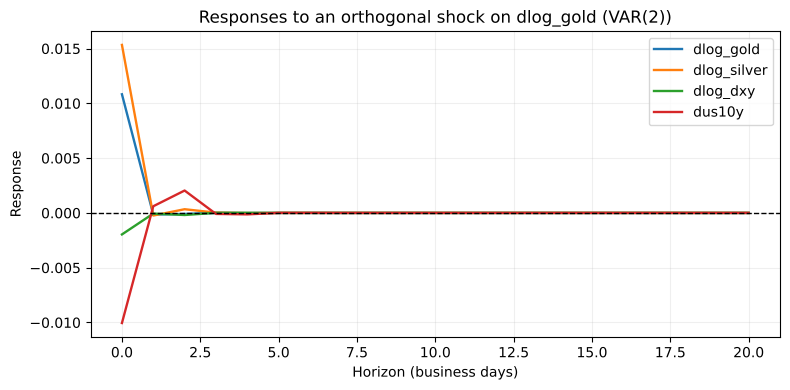 Responses to an orthogonal shock on dlog_gold (VAR(2))
dlog_gold
dlog_silver
dlog_dxy
dus10y
Response
0.015
0.010
0.005
0.000
−0.005
−0.010
0.0 2.5 5.0 7.5 10.0 12.5 15.0 17.5 20.0
Horizon (business days)